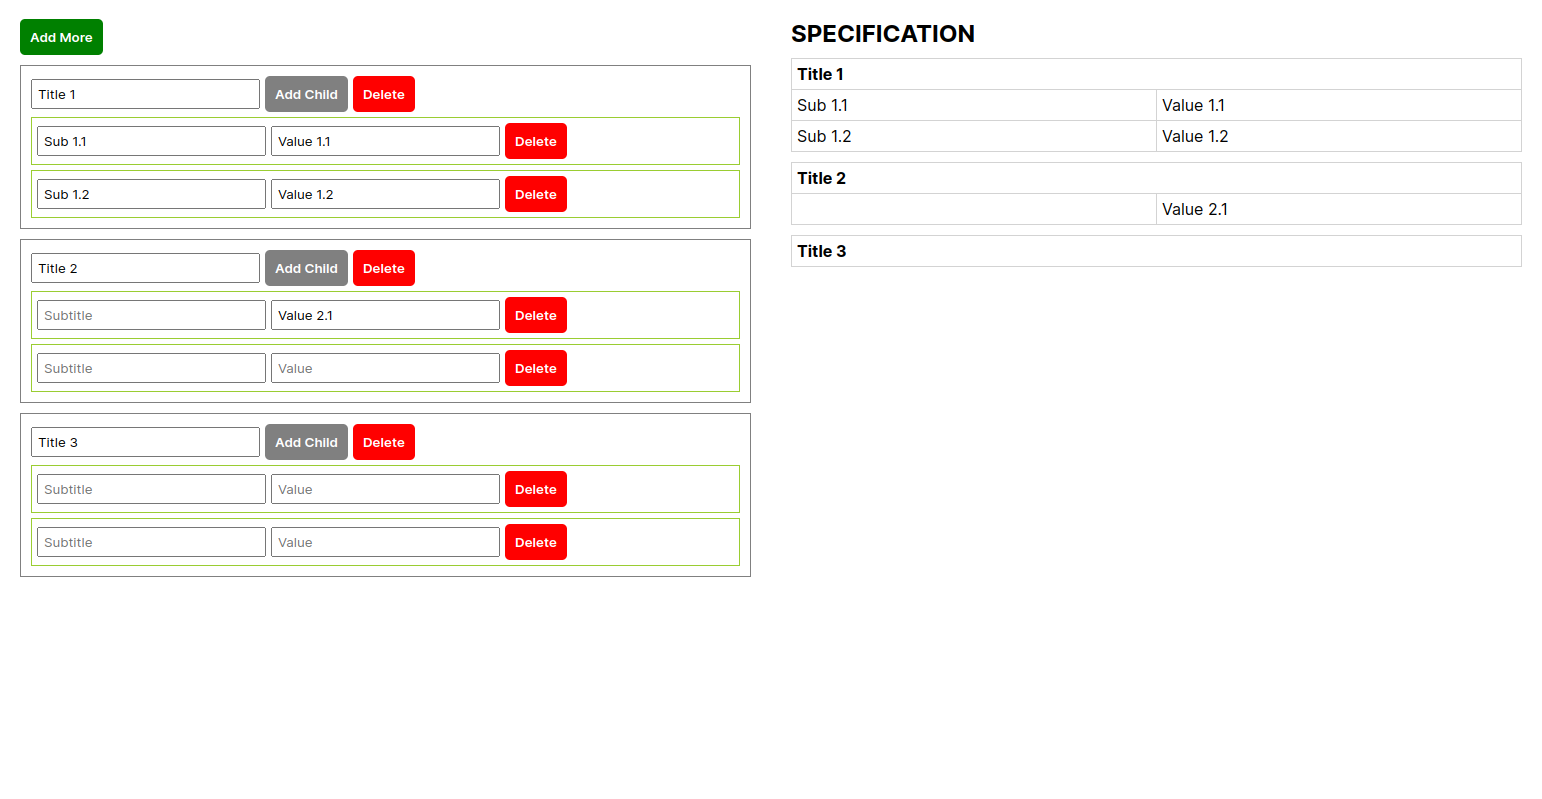 Add More
Title 1 Add Child Delete
Sub 1.1 Value 1.1 Delete
Sub 1.2 Value 1.2 Delete
Title 2 Add Child Delete
Subtitle Value 2.1 Delete
Subtitle Value Delete
Title 3 Add Child Delete
Subtitle Value Delete
Subtitle Value Delete
SPECIFICATION
Title 1
Sub 1.1 Value 1.1
Sub 1.2 Value 1.2
Title 2
Value 2.1
Title 3